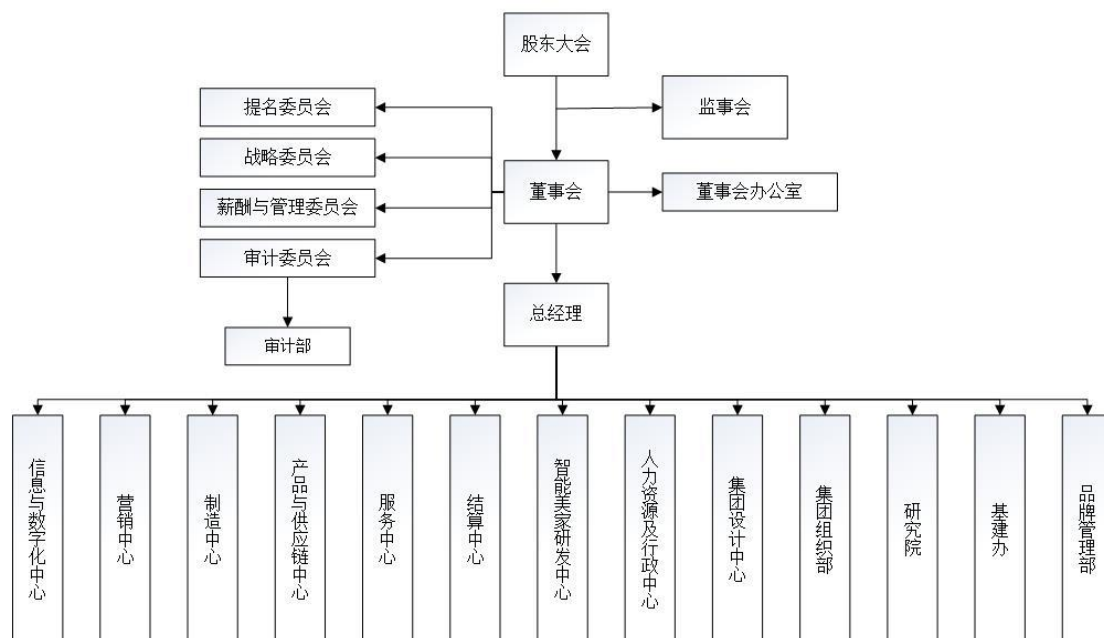 股东大会
提名委员会
监事会
战略委员会
董事会
董事会办公室
薪酬与管理委员会
审计委员会
总经理
审计部
信息与数字化中心
营销中心
制造中心
产品与供应链中心
服务中心
结算中心
智能美家研发中心
人力资源及行政中心
集团设计中心
集团组织部
研究院
基建办
品牌管理部